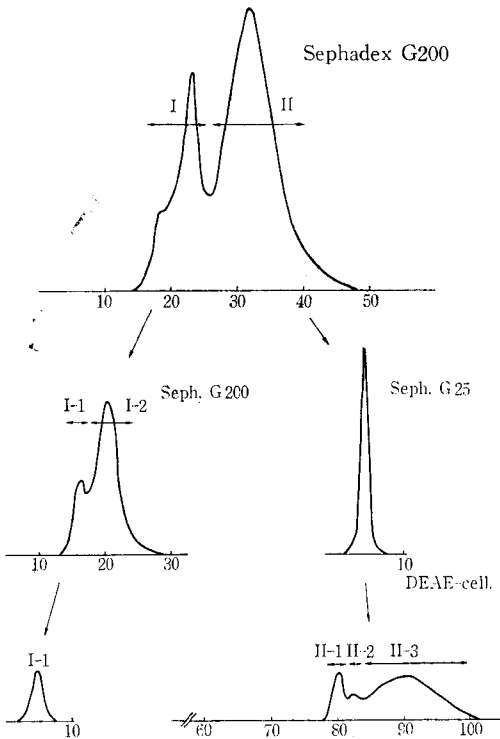 Sephadex G200
I II
10 20 30 40 50
Seph. G200
I-1 I-2
10 20 30
Seph. G25
10
DEAE-cell.
I-1
10
II-1 II-2 II-3
60 70 80 90 100